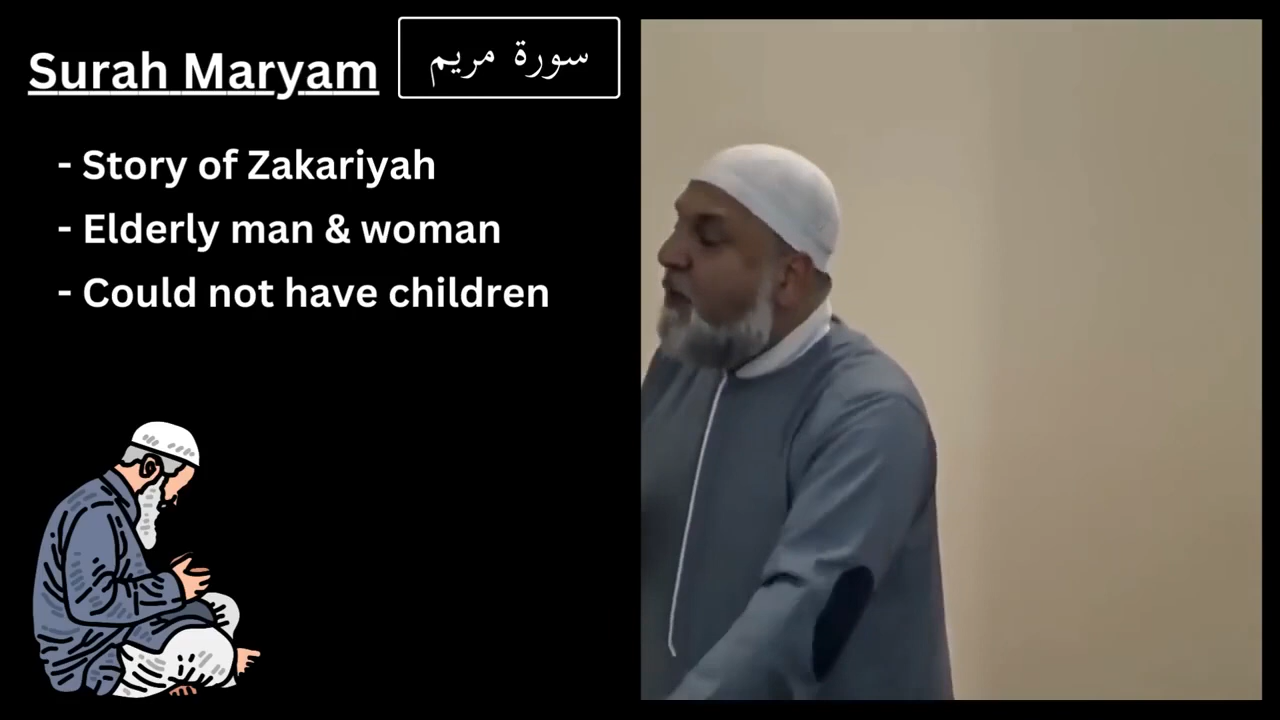 Surah Maryam
سورة مريم
- Story of Zakariyah
- Elderly man & woman
- Could not have children